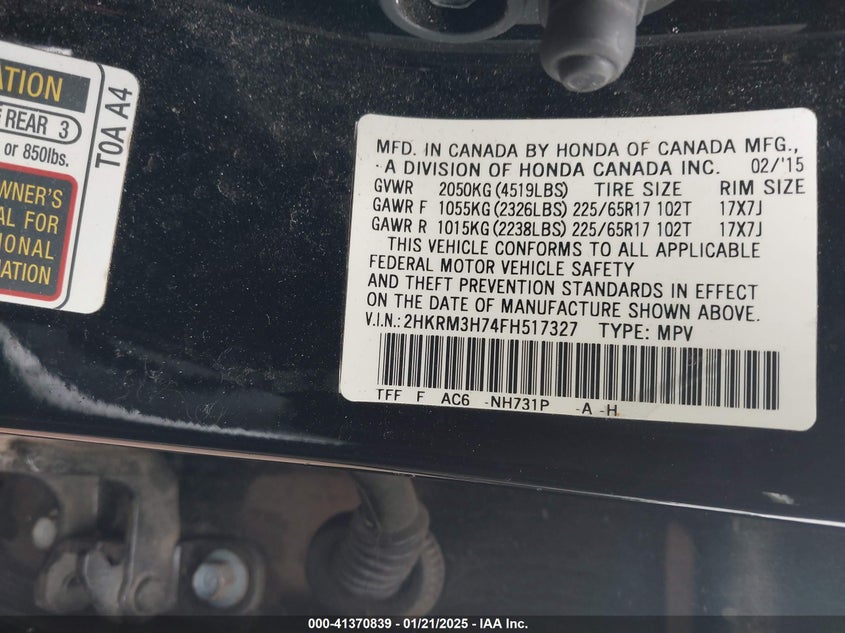 ATION
REAR 3
or 850lbs.
WNER'S
AL FOR
IONAL
MATION
TOA A4
MFD. IN CANADA BY HONDA OF CANADA MFG.,
A DIVISION OF HONDA CANADA INC. 02/'15
GVWR 2050KG (4519LBS) TIRE SIZE RIM SIZE
GAWR F 1055KG (2326LBS) 225/65R17 102T 17X7J
GAWR R 1015KG (2238LBS) 225/65R17 102T 17X7J
THIS VEHICLE CONFORMS TO ALL APPLICABLE
FEDERAL MOTOR VEHICLE SAFETY
AND THEFT PREVENTION STANDARDS IN EFFECT
ON THE DATE OF MANUFACTURE SHOWN ABOVE.
V.I.N.: 2HKRM3H74FH517327 TYPE: MPV
TFF F AC6 -NH731P -A -H
000-41370839 - 01/21/2025 - IAA Inc.